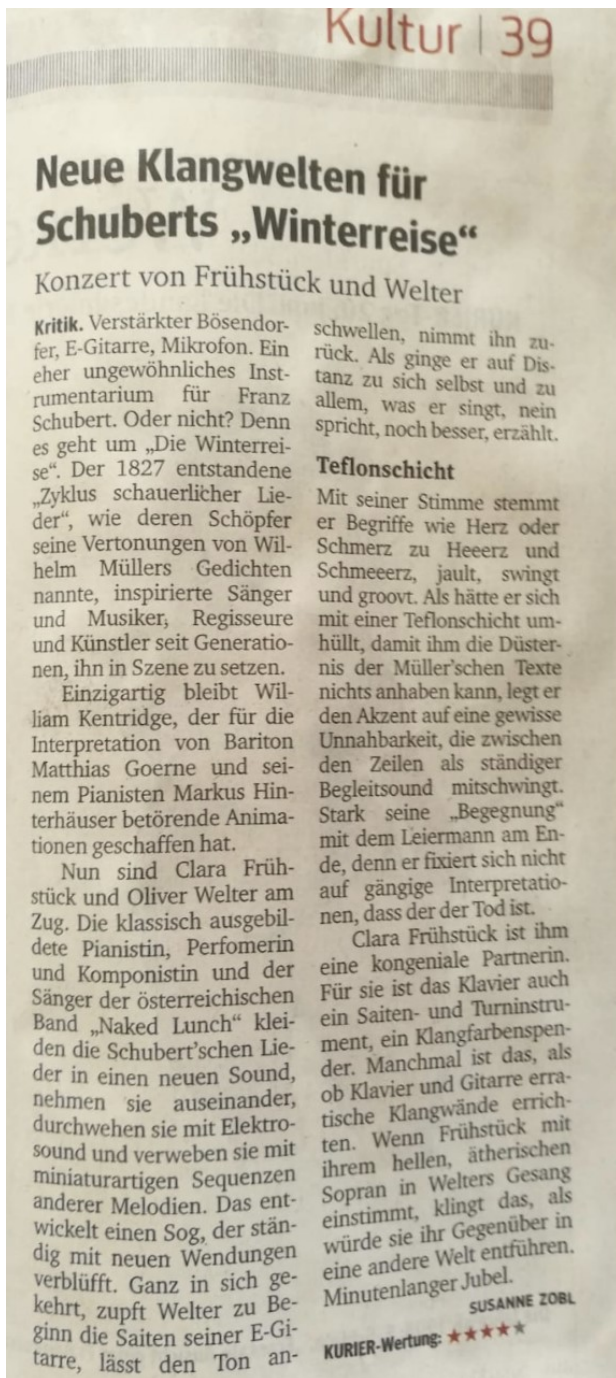 Kultur | 39
Neue Klangwelten für
Schuberts „Winterreise“
Konzert von Frühstück und Welter
Kritik. Verstärkter Bösendor-
fer, E-Gitarre, Mikrofon. Ein
eher ungewöhnliches Inst-
rumentarium für Franz
Schubert. Oder nicht? Denn
es geht um „Die Winterrei-
se“. Der 1827 entstandene
„Zyklus schauerlicher Lie-
der“, wie deren Schöpfer
seine Vertonungen von Wil-
helm Müllers Gedichten
nannte, inspirierte Sänger
und Musiker, Regisseure
und Künstler seit Generatio-
nen, ihn in Szene zu setzen.
Einzigartig bleibt Wil-
liam Kentridge, der für die
Interpretation von Bariton
Matthias Goerne und sei-
nem Pianisten Markus Hin-
terhäuser betörende Anima-
tionen geschaffen hat.
Nun sind Clara Früh-
stück und Oliver Welter am
Zug. Die klassisch ausgebil-
dete Pianistin, Perfomerin
und Komponistin und der
Sänger der österreichischen
Band „Naked Lunch“ klei-
den die Schubert’schen Lie-
der in einen neuen Sound,
nehmen sie auseinander,
durchwehen sie mit Elektro-
sound und verweben sie mit
miniaturartigen Sequenzen
anderer Melodien. Das ent-
wickelt einen Sog, der stän-
dig mit neuen Wendungen
verblüfft. Ganz in sich ge-
kehrt, zupft Welter zu Be-
ginn die Saiten seiner E-Gi-
tarre, lässt den Ton an-
schwellen, nimmt ihn zu-
rück. Als ginge er auf Dis-
tanz zu sich selbst und zu
allem, was er singt, nein
spricht, noch besser, erzählt.
Teflonschicht
Mit seiner Stimme stemmt
er Begriffe wie Herz oder
Schmerz zu Heeerz und
Schmeeerz, jault, swingt
und groovt. Als hätte er sich
mit einer Teflonschicht um-
hüllt, damit ihm die Düster-
nis der Müller’schen Texte
nichts anhaben kann, legt er
den Akzent auf eine gewisse
Unnahbarkeit, die zwischen
den Zeilen als ständiger
Begleitsound mitschwingt.
Stark seine „Begegnung“
mit dem Leiermann am En-
de, denn er fixiert sich nicht
auf gängige Interpretatio-
nen, dass der der Tod ist.
Clara Frühstück ist ihm
eine kongeniale Partnerin.
Für sie ist das Klavier auch
ein Saiten- und Turninstru-
ment, ein Klangfarbenspen-
der. Manchmal ist das, als
ob Klavier und Gitarre erra-
tische Klangwände errich-
ten. Wenn Frühstück mit
ihrem hellen, ätherischen
Sopran in Welters Gesang
einstimmt, klingt das, als
würde sie ihr Gegenüber in
eine andere Welt entführen.
Minutenlanger Jubel.
SUSANNE ZOBL
KURIER-Wertung: ★★★★★